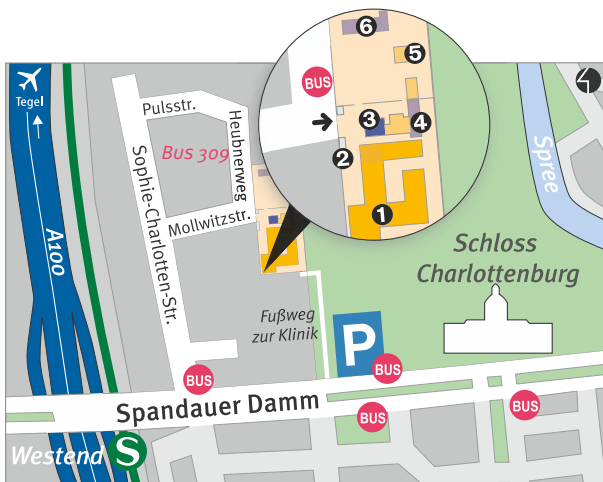 6
5
BUS
3
4
2
1
Tegel
Pulsstr.
Heubnerweg
Bus 309
Sophie-Charlotten-Str.
Mollwitzstr.
A100
Spree
Schloss
Charlottenburg
Fußweg
zur Klinik
P
BUS
BUS
BUS
BUS
Spandauer Damm
Westend
S